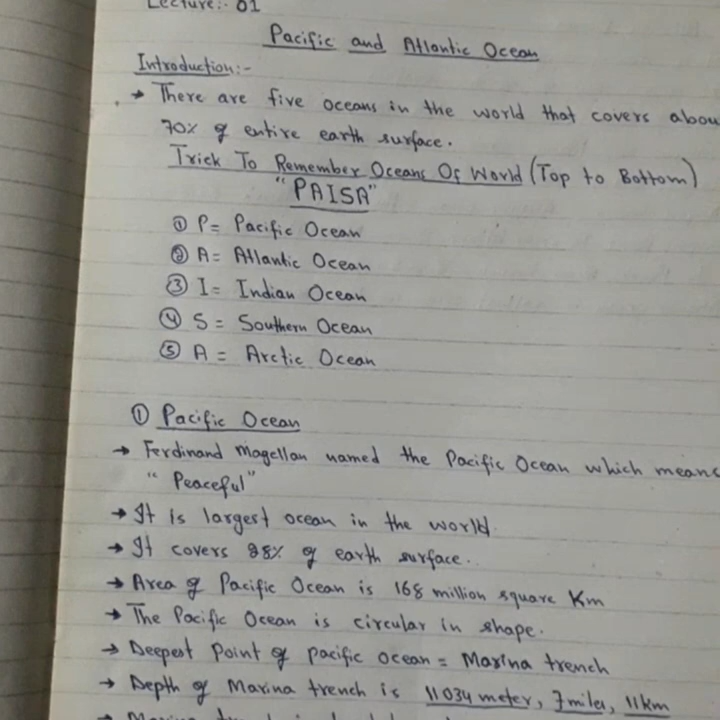 Lecture:- 01
Pacific and Atlantic Ocean
Introduction:-
→ There are five oceans in the world that covers abou
70% of entire earth surface.
Trick To Remember Oceans Of World (Top to Bottom)
"PAISA"
① P= Pacific Ocean
② A= Atlantic Ocean
③ I= Indian Ocean
④ S= Southern Ocean
⑤ A= Arctic Ocean
① Pacific Ocean
→ Ferdinand Magellan named the Pacific Ocean which means
"Peaceful"
→ It is largest ocean in the world.
→ It covers of earth surface..
→ Area of Pacific Ocean is 168 million square Km
→ The Pacific Ocean is circular in shape.
→ Deepest Point of pacific ocean = Marina trench
→ Depth of Marina trench is 11034 meter, 7miles, 11km